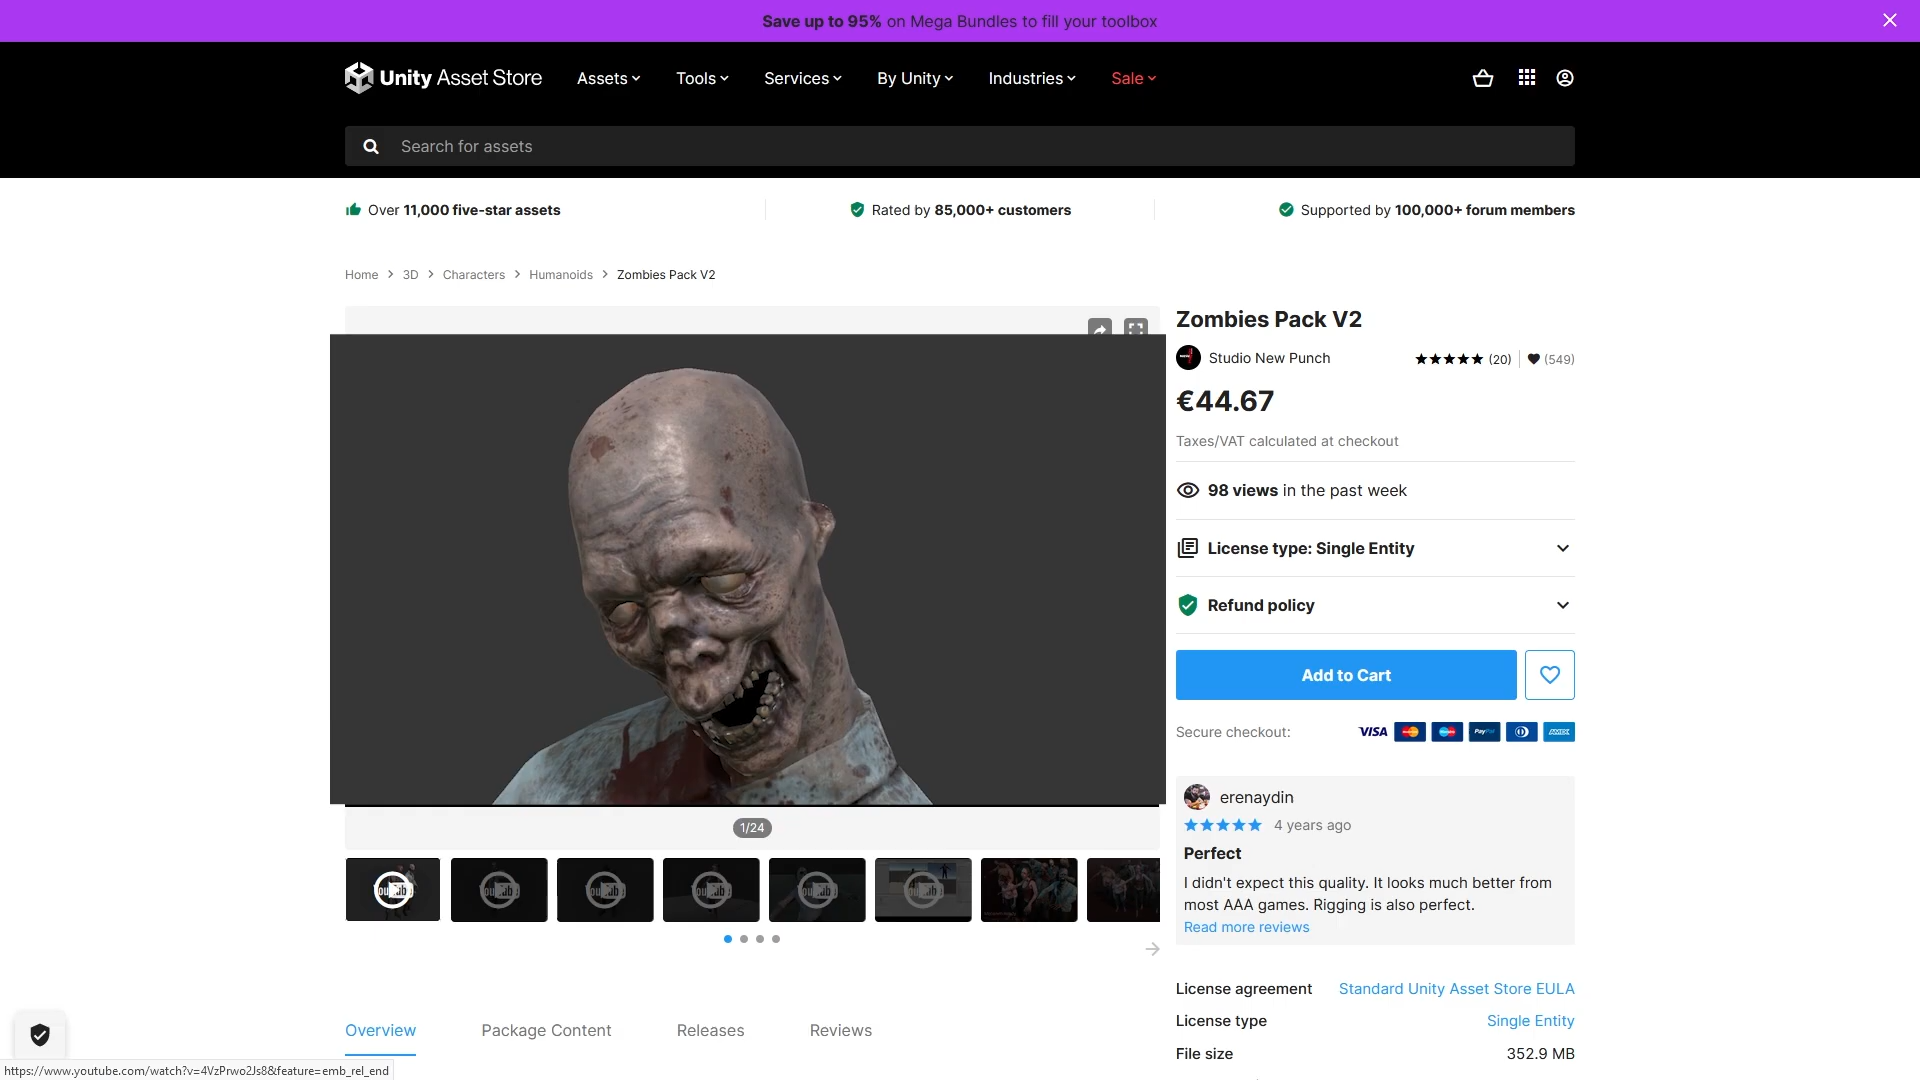 Save up to 95% on Mega Bundles to fill your toolbox
Unity Asset Store
Assets
Tools
Services
By Unity
Industries
Sale
Search for assets
Over 11,000 five-star assets
Rated by 85,000+ customers
Supported by 100,000+ forum members
Home > 3D > Characters > Humanoids > Zombies Pack V2
Zombies Pack V2
Studio New Punch
(20)
(549)
€44.67
Taxes/VAT calculated at checkout
98 views in the past week
License type: Single Entity
Refund policy
Add to Cart
Secure checkout:
VISA
PayPal
AMEX
1/24
erenaydin
4 years ago
Perfect
I didn't expect this quality. It looks much better from
most AAA games. Rigging is also perfect.
Read more reviews
License agreement
Standard Unity Asset Store EULA
License type
Single Entity
File size
352.9 MB
Overview
Package Content
Releases
Reviews
https://www.youtube.com/watch?v=4VzPrwo2Js8&feature=emb_rel_end